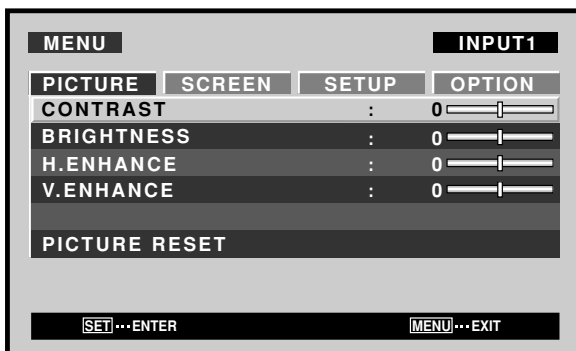 MENU INPUT1
PICTURE SCREEN SETUP OPTION
CONTRAST : 0
BRIGHTNESS : 0
H.ENHANCE : 0
V.ENHANCE : 0
PICTURE RESET
SET ··· ENTER MENU ··· EXIT